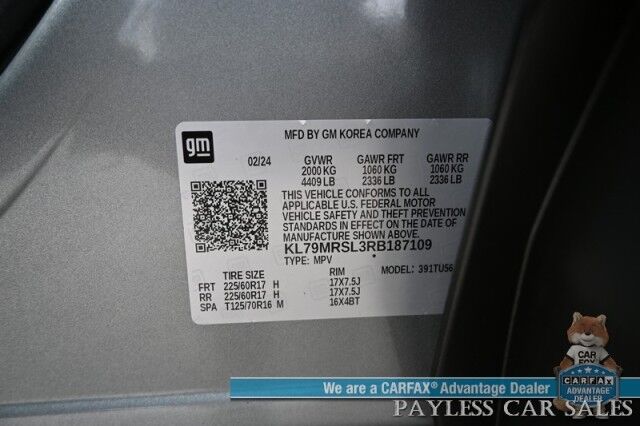 gm
MFD BY GM KOREA COMPANY
02/24 GVWR GAWR FRT GAWR RR
2000 KG 1060 KG 1060 KG
4409 LB 2336 LB 2336 LB
THIS VEHICLE CONFORMS TO ALL
APPLICABLE U.S. FEDERAL MOTOR
VEHICLE SAFETY AND THEFT PREVENTION
STANDARDS IN EFFECT ON THE DATE OF
KL79MRSL3RB187109
TYPE: MPV MODEL: 391TU56
TIRE SIZE RIM
FRT 225/60R17 H 17X7.5J
RR 225/60R17 H 17X7.5J
SPA T125/70R16 M 16X4BT
CAR FOX
CARFAX
ADVANTAGE
DEALER
We are a CARFAX® Advantage Dealer
PAYLESS CAR SALES